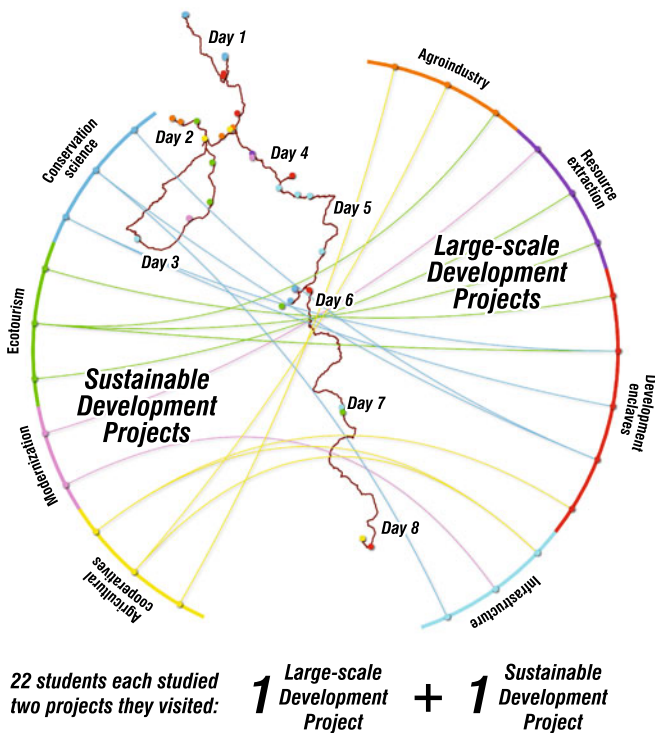 Day 1
Agroindustry
Day 2
Conservation
science
Day 4
Resource
extraction
Day 5
Day 3
Large-scale
Development
Projects
Day 6
Ecotourism
Sustainable
Development
Projects
Day 7
Development
enclaves
Modernization
Day 8
Agricultural
cooperatives
Infrastructure
22 students each studied
two projects they visited:
1 Large-scale
Development
Project
+
1 Sustainable
Development
Project